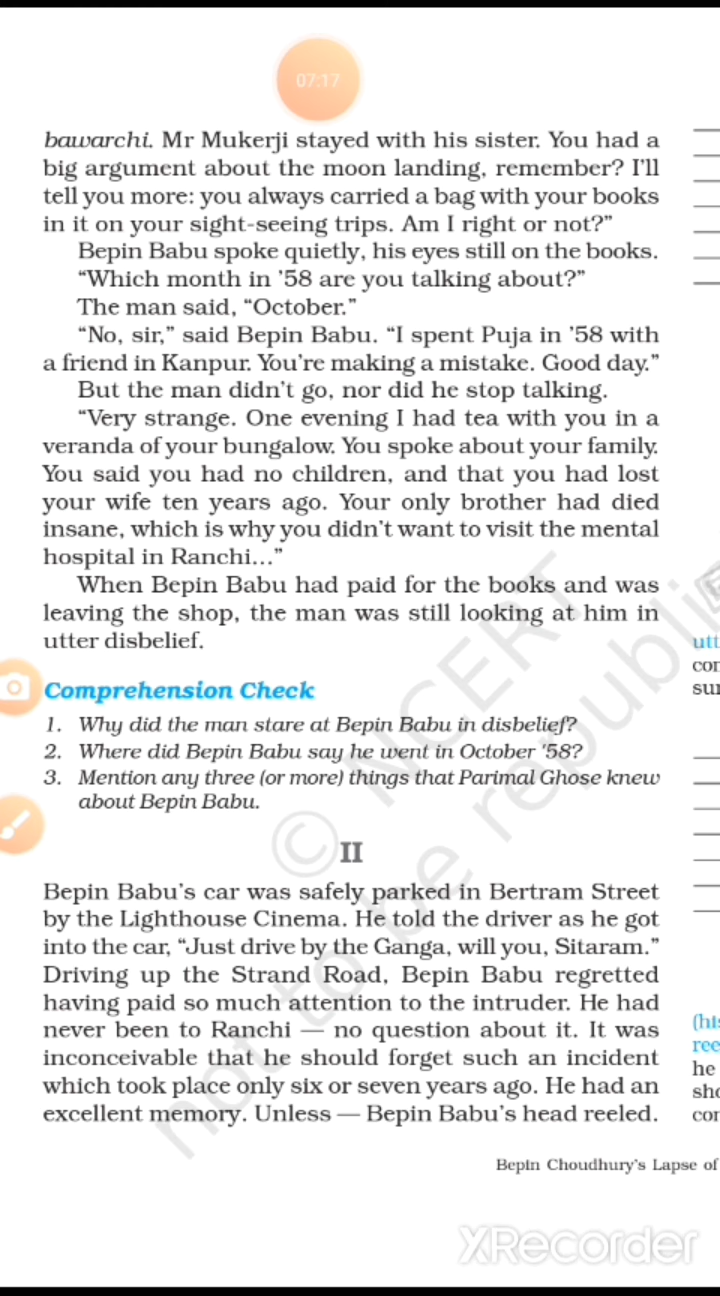 07:17
bawarchi. Mr Mukerji stayed with his sister. You had a
big argument about the moon landing, remember? I'll
tell you more: you always carried a bag with your books
in it on your sight-seeing trips. Am I right or not?”
Bepin Babu spoke quietly, his eyes still on the books.
“Which month in ’58 are you talking about?”
The man said, “October.”
“No, sir,” said Bepin Babu. “I spent Puja in ’58 with
a friend in Kanpur. You’re making a mistake. Good day.”
But the man didn’t go, nor did he stop talking.
“Very strange. One evening I had tea with you in a
veranda of your bungalow. You spoke about your family.
You said you had no children, and that you had lost
your wife ten years ago. Your only brother had died
insane, which is why you didn’t want to visit the mental
hospital in Ranchi...”
When Bepin Babu had paid for the books and was
leaving the shop, the man was still looking at him in
utter disbelief.
Comprehension Check
1. Why did the man stare at Bepin Babu in disbelief?
2. Where did Bepin Babu say he went in October ’58?
3. Mention any three (or more) things that Parimal Ghose knew
about Bepin Babu.
II
Bepin Babu’s car was safely parked in Bertram Street
by the Lighthouse Cinema. He told the driver as he got
into the car, “Just drive by the Ganga, will you, Sitaram.”
Driving up the Strand Road, Bepin Babu regretted
having paid so much attention to the intruder. He had
never been to Ranchi — no question about it. It was
inconceivable that he should forget such an incident
which took place only six or seven years ago. He had an
excellent memory. Unless — Bepin Babu’s head reeled.
Bepin Choudhury’s Lapse of
© NCERT
not to be republi
utt
con
sur
(his
ree
he
sho
con
XRecorder